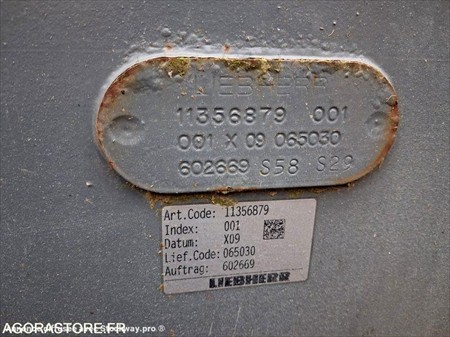 LIEBHERR
11356879 001
001 X 09 065030
602669 S58 S29
Art.Code: 11356879
Index: 001
Datum: X09
Lief.Code: 065030
Auftrag: 602669
LIEBHERR
AGORASTORE.FR